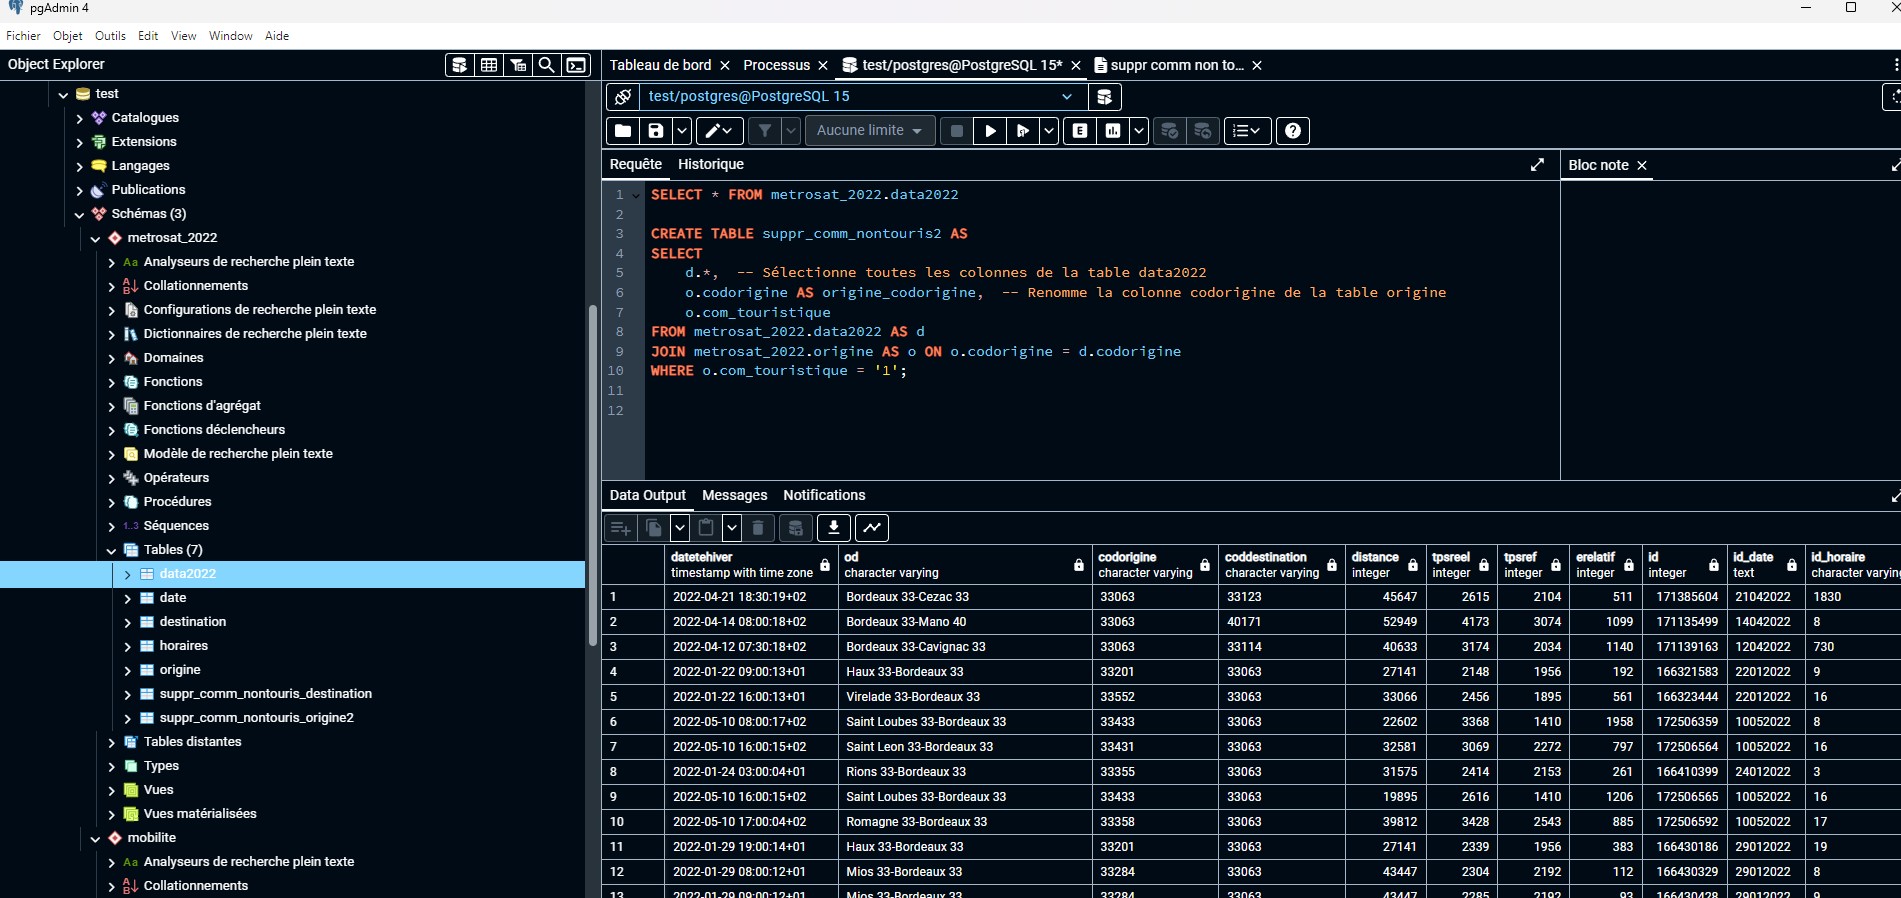 pgAdmin 4
Fichier Objet Outils Edit View Window Aide
Object Explorer
test
Catalogues
Extensions
Langages
Publications
Schémas (3)
metrosat_2022
Aa Analyseurs de recherche plein texte
Collationnements
Configurations de recherche plein texte
Dictionnaires de recherche plein texte
Domaines
Fonctions
Fonctions d'agrégat
Fonctions déclencheurs
Modèle de recherche plein texte
Opérateurs
Procédures
1..3 Séquences
Tables (7)
data2022
date
destination
horaires
origine
suppr_comm_nontouris_destination
suppr_comm_nontouris_origine2
Tables distantes
Types
Vues
Vues matérialisées
mobilite
Aa Analyseurs de recherche plein texte
Collationnements
Tableau de bord Processus test/postgres@PostgreSQL 15* suppr comm non to...
test/postgres@PostgreSQL 15
Aucune limite
Requête Historique
Bloc note
1 SELECT * FROM metrosat_2022.data2022
2
3 CREATE TABLE suppr_comm_nontouris2 AS
4 SELECT
5 d.*, -- Sélectionne toutes les colonnes de la table data2022
6 o.codorigine AS origine_codorigine, -- Renomme la colonne codorigine de la table origine
7 o.com_touristique
8 FROM metrosat_2022.data2022 AS d
9 JOIN metrosat_2022.origine AS o ON o.codorigine = d.codorigine
10 WHERE o.com_touristique = '1';
11
12
Data Output Messages Notifications
datetehiver od codorigine coddestination distance tpsreel tpsref erelatif id id_date id_horaire
timestamp with time zone character varying character varying character varying integer integer integer integer integer text character varying
1 2022-04-21 18:30:19+02 Bordeaux 33-Cezac 33 33063 33123 45647 2615 2104 511 171385604 21042022 1830
2 2022-04-14 08:00:18+02 Bordeaux 33-Mano 40 33063 40171 52949 4173 3074 1099 171135499 14042022 8
3 2022-04-12 07:30:18+02 Bordeaux 33-Cavignac 33 33063 33114 40633 3174 2034 1140 171139163 12042022 730
4 2022-01-22 09:00:13+01 Haux 33-Bordeaux 33 33201 33063 27141 2148 1956 192 166321583 22012022 9
5 2022-01-22 16:00:13+01 Virelade 33-Bordeaux 33 33552 33063 33066 2456 1895 561 166323444 22012022 16
6 2022-05-10 08:00:17+02 Saint Loubes 33-Bordeaux 33 33433 33063 22602 3368 1410 1958 172506359 10052022 8
7 2022-05-10 16:00:15+02 Saint Leon 33-Bordeaux 33 33431 33063 32581 3069 2272 797 172506564 10052022 16
8 2022-01-24 03:00:04+01 Rions 33-Bordeaux 33 33355 33063 31575 2414 2153 261 166410399 24012022 3
9 2022-05-10 16:00:15+02 Saint Loubes 33-Bordeaux 33 33433 33063 19895 2616 1410 1206 172506565 10052022 16
10 2022-05-10 17:00:04+02 Romagne 33-Bordeaux 33 33358 33063 39812 3428 2543 885 172506592 10052022 17
11 2022-01-29 19:00:14+01 Haux 33-Bordeaux 33 33201 33063 27141 2339 1956 383 166430186 29012022 19
12 2022-01-29 08:00:12+01 Mios 33-Bordeaux 33 33284 33063 43447 2304 2192 112 166430329 29012022 8
13 2022-01-29 09:00:12+01 Mios 33-Bordeaux 33 33284 33063 43447 2285 2192 93 166430428 29012022 9